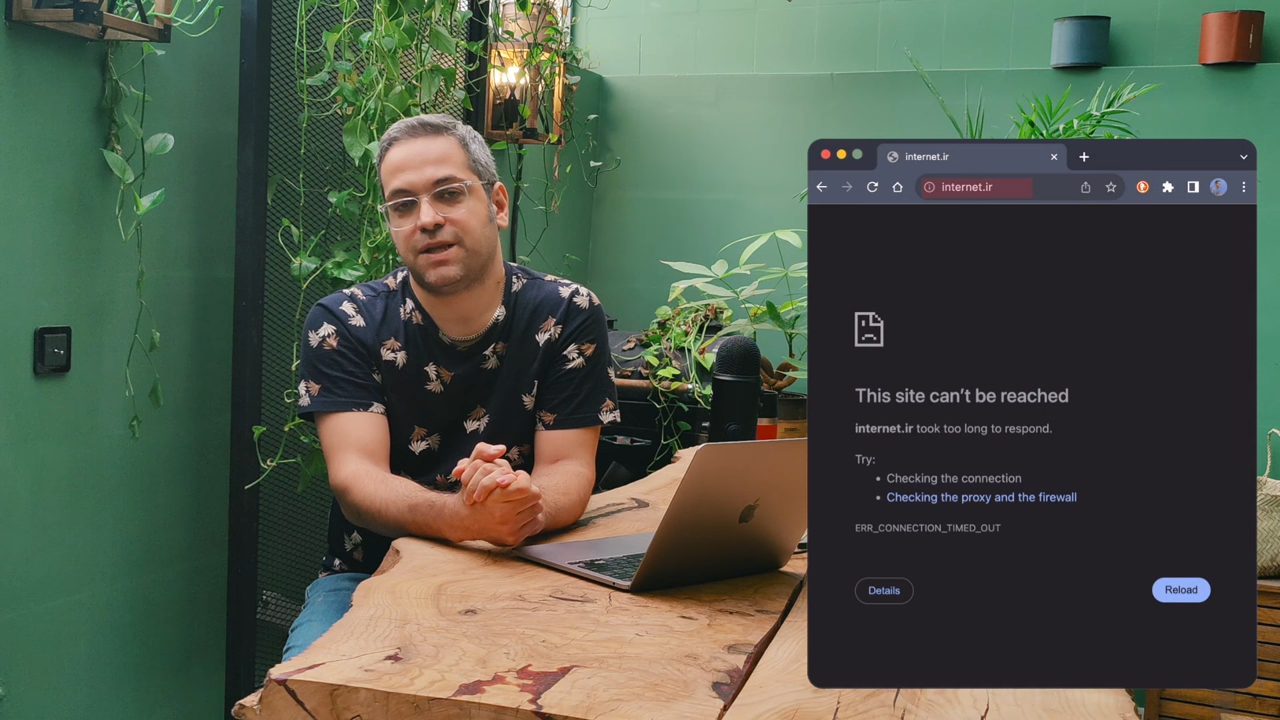 internet.ir
internet.ir
This site can't be reached
internet.ir took too long to respond.
Try:
Checking the connection
Checking the proxy and the firewall
ERR_CONNECTION_TIMED_OUT
Details
Reload